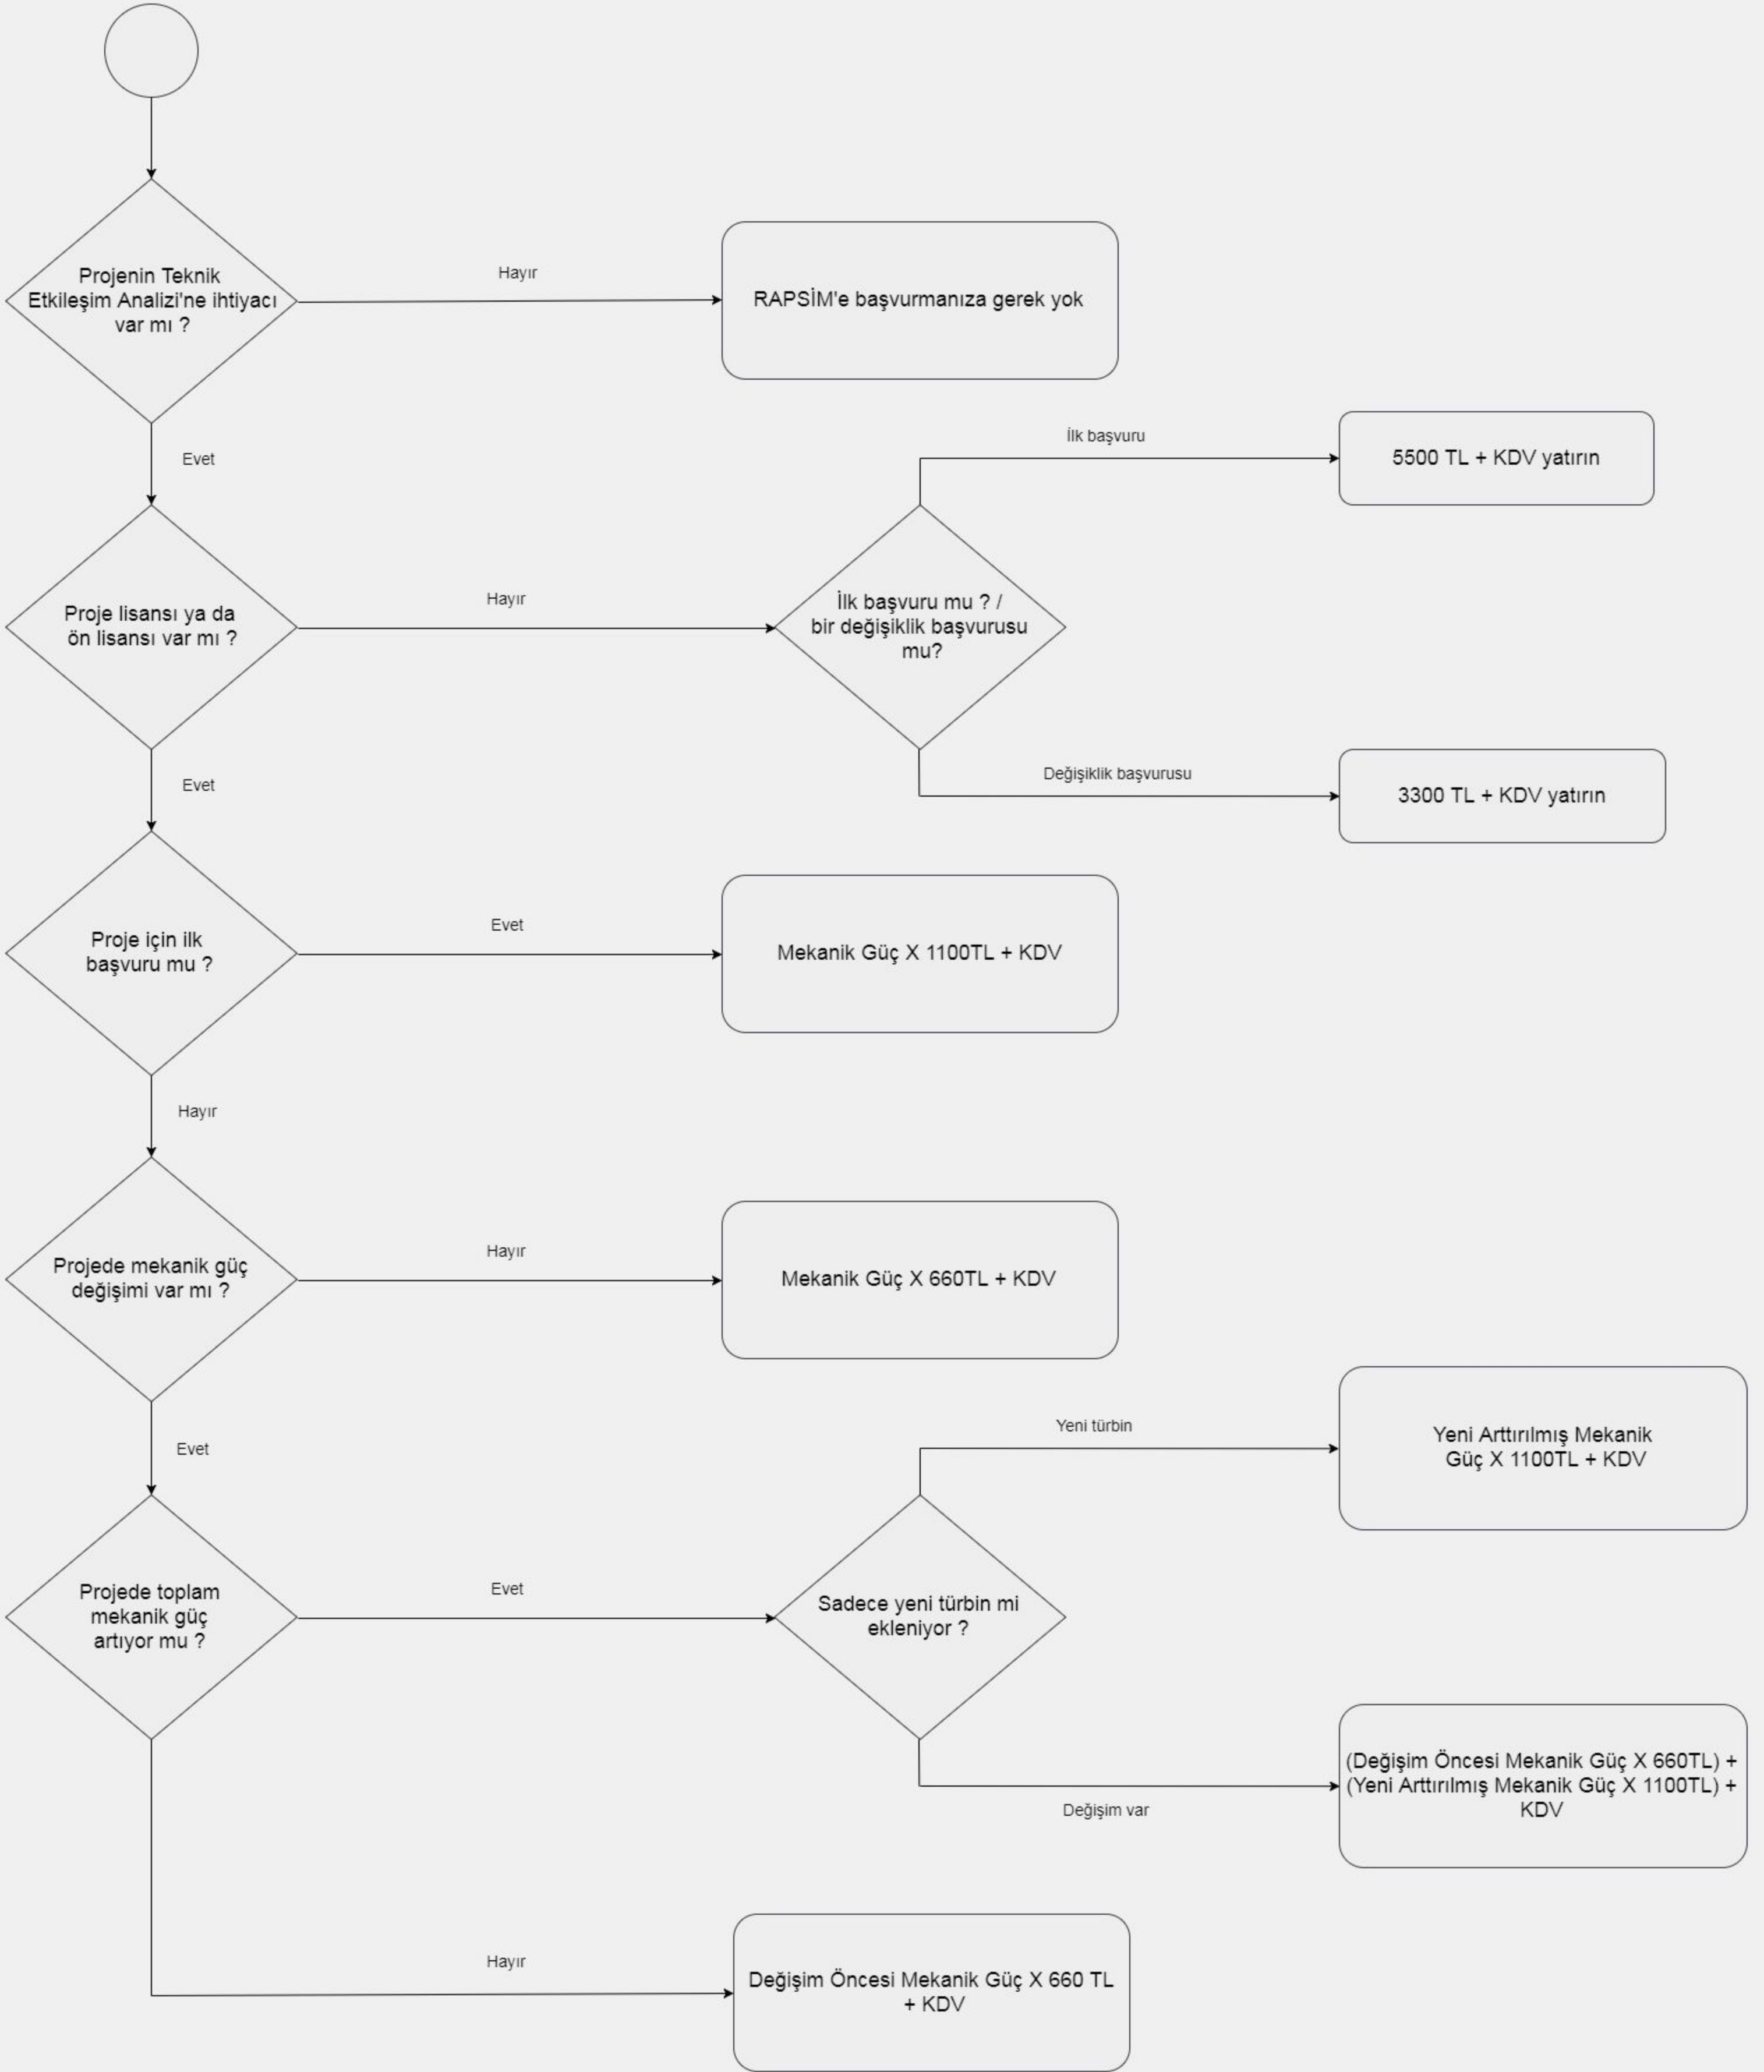 Projenin Teknik
Etkileşim Analizi'ne ihtiyacı
var mı ?
Hayır
RAPSİM'e başvurmanıza gerek yok
Evet
İlk başvuru
5500 TL + KDV yatırın
Proje lisansı ya da
ön lisansı var mı ?
Hayır
İlk başvuru mu ? /
bir değişiklik başvurusu
mu?
Değişiklik başvurusu
3300 TL + KDV yatırın
Evet
Proje için ilk
başvuru mu ?
Evet
Mekanik Güç X 1100TL + KDV
Hayır
Projede mekanik güç
değişimi var mı ?
Hayır
Mekanik Güç X 660TL + KDV
Evet
Yeni türbin
Yeni Arttırılmış Mekanik
Güç X 1100TL + KDV
Projede toplam
mekanik güç
artıyor mu ?
Evet
Sadece yeni türbin mi
ekleniyor ?
Değişim var
(Değişim Öncesi Mekanik Güç X 660TL) +
(Yeni Arttırılmış Mekanik Güç X 1100TL) +
KDV
Hayır
Değişim Öncesi Mekanik Güç X 660 TL
+ KDV